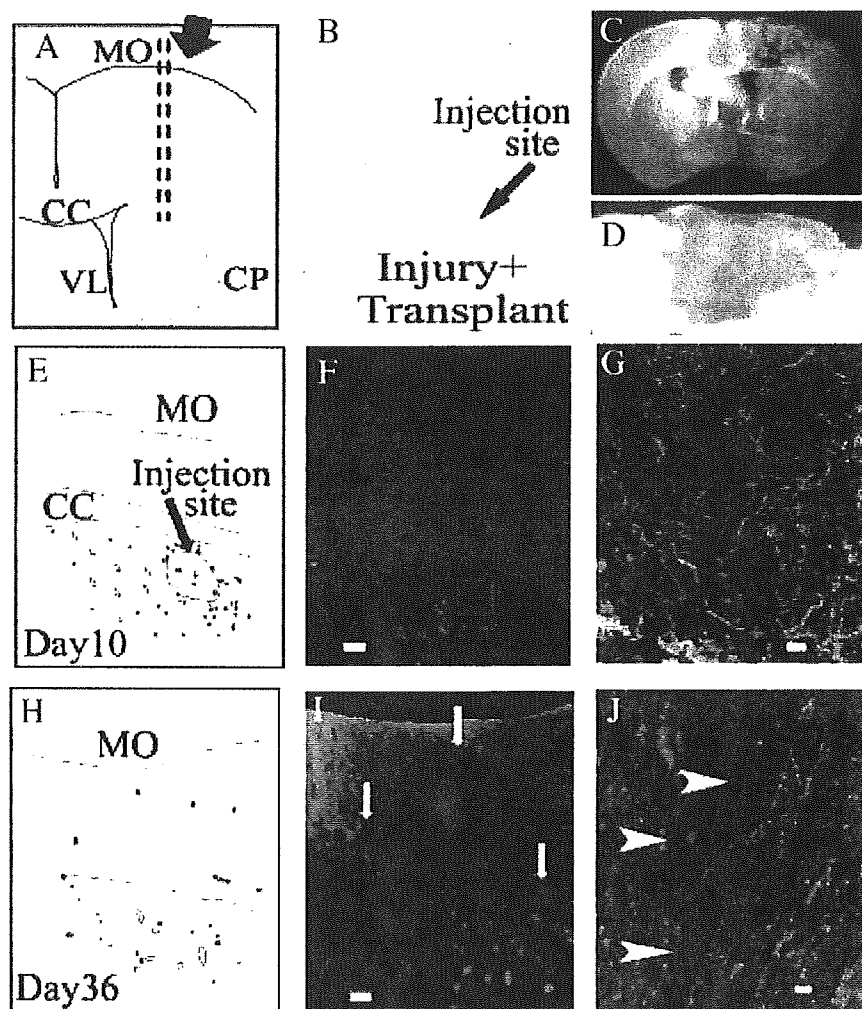 A
MO
CC
VL
CP
B
Injection
site
Injury+
Transplant
C
D
E
MO
Injection
site
CC
Day10
F
G
H
MO
Day36
I
J